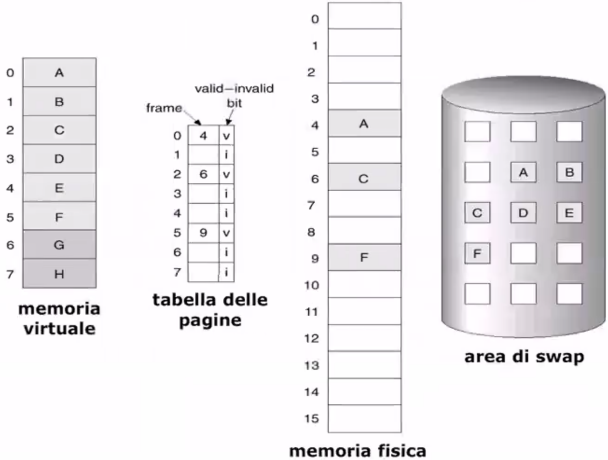 0 A
1 B
2 C
3 D
4 E
5 F
6 G
7 H
memoria
virtuale
valid–invalid
bit
frame
0 4 v
1 i
2 6 v
3 i
4 i
5 9 v
6 i
7 i
tabella delle
pagine
0
1
2
3
4 A
5
6 C
7
8
9 F
10
11
12
13
14
15
memoria fisica
A B
C D E
F
area di swap